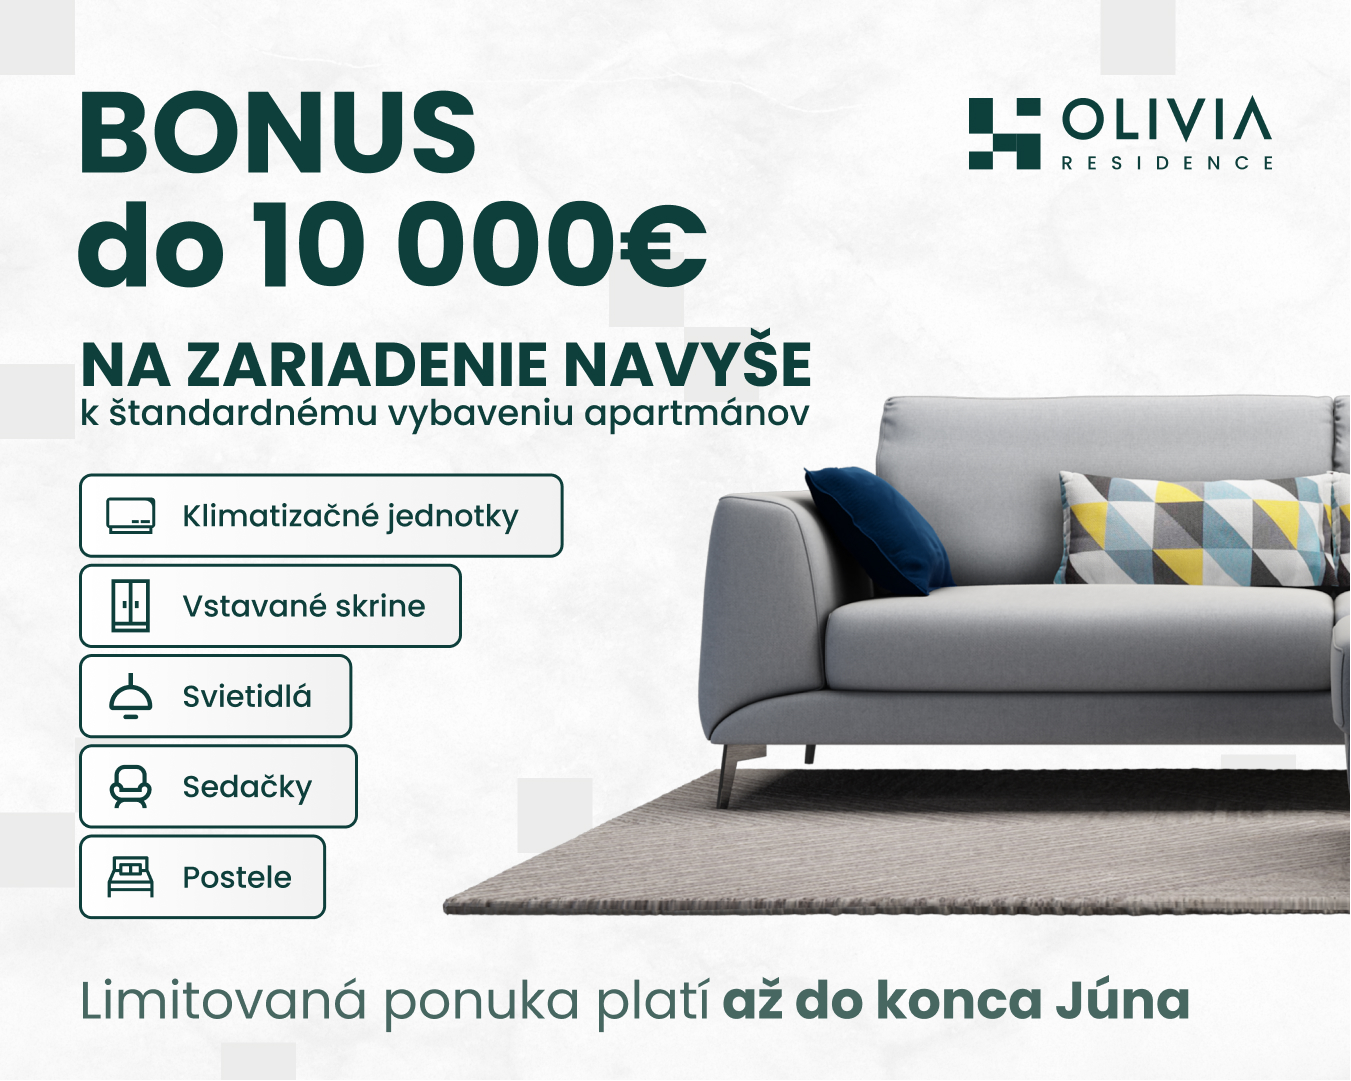 BONUS
do 10 000€
OLIVIA
RESIDENCE
NA ZARIADENIE NAVYŠE
k štandardnému vybaveniu apartmánov
Klimatizačné jednotky
Vstavané skrine
Svietidlá
Sedačky
Postele
Limitovaná ponuka platí až do konca Júna